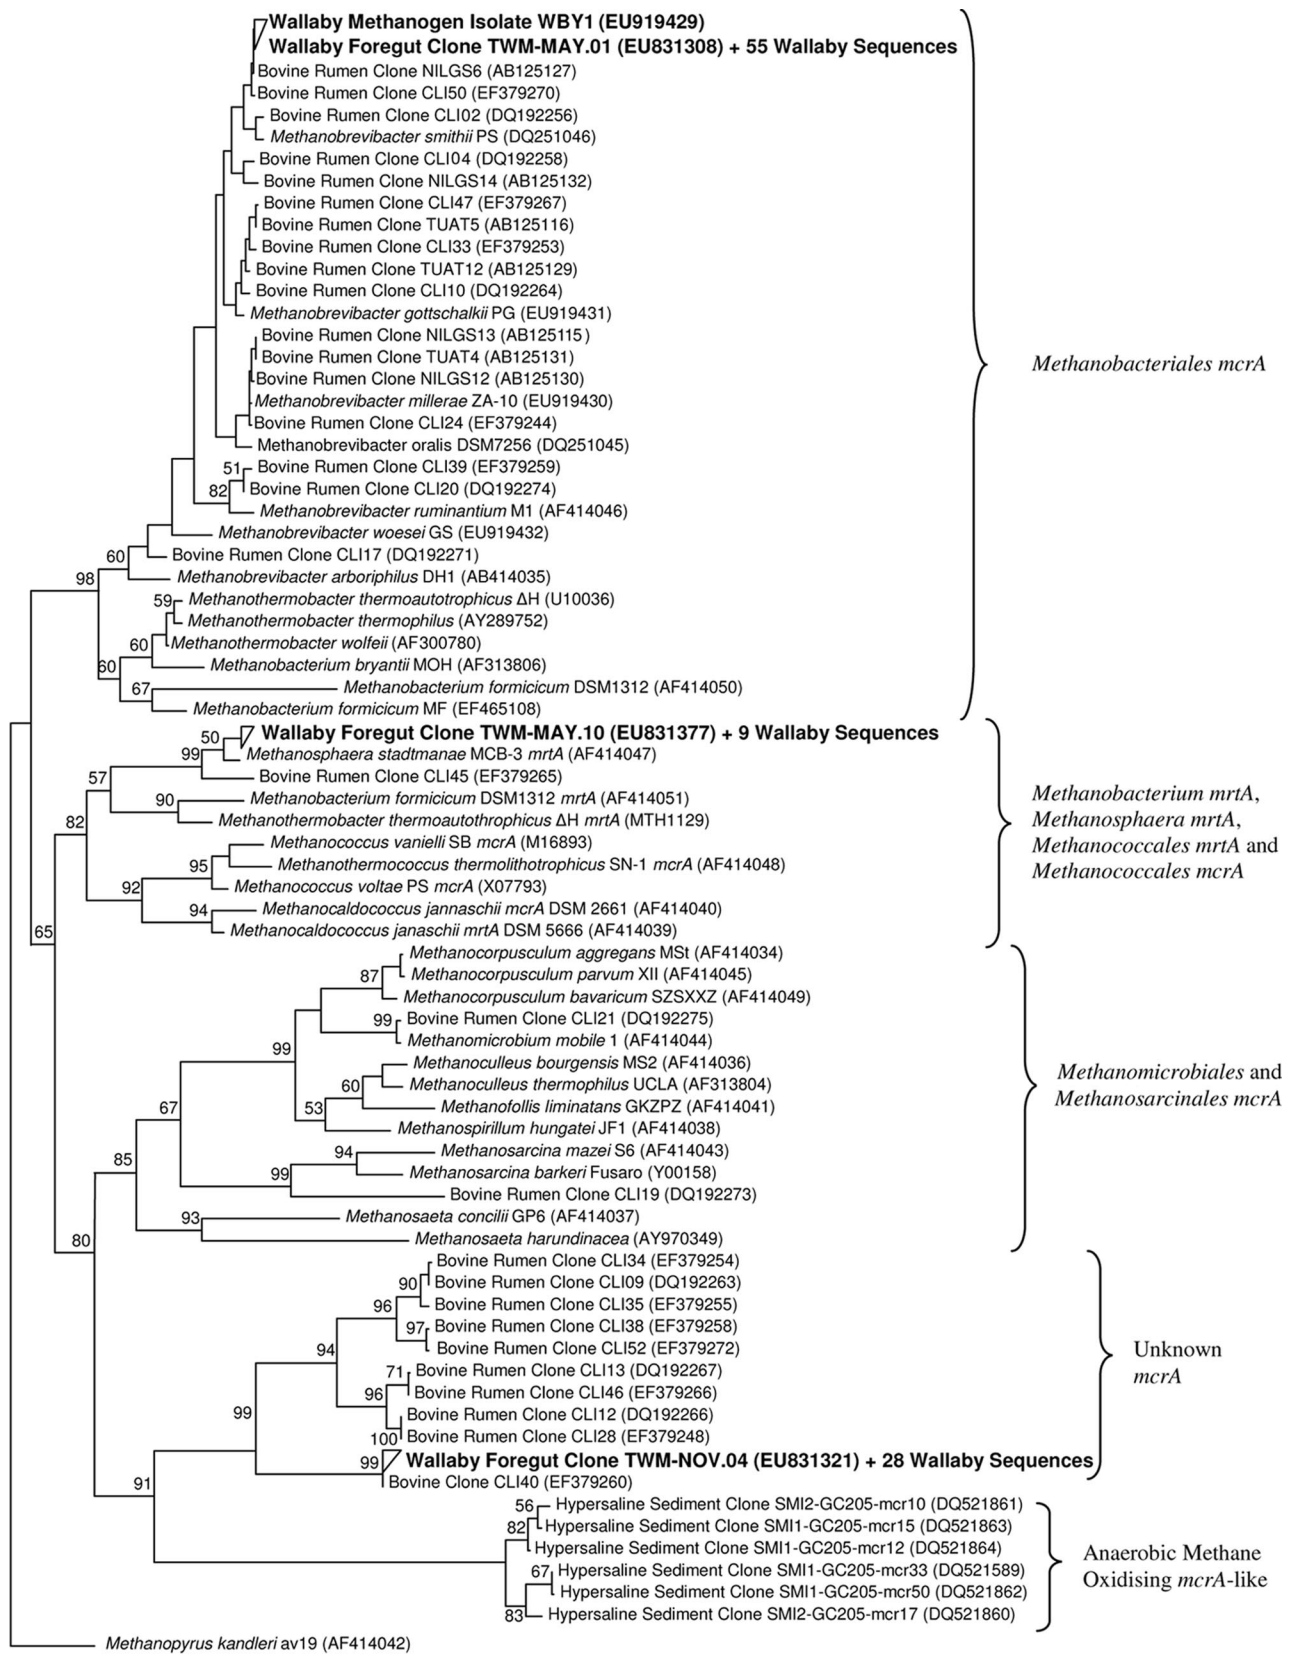 Wallaby Methanogen Isolate WBY1 (EU919429)
Wallaby Foregut Clone TWM-MAY.01 (EU831308) + 55 Wallaby Sequences
Bovine Rumen Clone NILGS6 (AB125127)
Bovine Rumen Clone CLI50 (EF379270)
Bovine Rumen Clone CLI02 (DQ192256)
Methanobrevibacter smithii PS (DQ251046)
Bovine Rumen Clone CLI04 (DQ192258)
Bovine Rumen Clone NILGS14 (AB125132)
Bovine Rumen Clone CLI47 (EF379267)
Bovine Rumen Clone TUAT5 (AB125116)
Bovine Rumen Clone CLI33 (EF379253)
Bovine Rumen Clone TUAT12 (AB125129)
Bovine Rumen Clone CLI10 (DQ192264)
Methanobrevibacter gottschalkii PG (EU919431)
Bovine Rumen Clone NILGS13 (AB125115)
Bovine Rumen Clone TUAT4 (AB125131)
Bovine Rumen Clone NILGS12 (AB125130)
Methanobrevibacter millerae ZA-10 (EU919430)
Bovine Rumen Clone CLI24 (EF379244)
Methanobrevibacter oralis DSM7256 (DQ251045)
51 Bovine Rumen Clone CLI39 (EF379259)
82 Bovine Rumen Clone CLI20 (DQ192274)
Methanobrevibacter ruminantium M1 (AF414046)
Methanobrevibacter woesei GS (EU919432)
60 Bovine Rumen Clone CLI17 (DQ192271)
98 Methanobrevibacter arboriphilus DH1 (AB414035)
59 Methanothermobacter thermoautotrophicus ΔH (U10036)
Methanothermobacter thermophilus (AY289752)
60 Methanothermobacter wolfeii (AF300780)
60 Methanobacterium bryantii MOH (AF313806)
67 Methanobacterium formicicum DSM1312 (AF414050)
Methanobacterium formicicum MF (EF465108)
Methanobacteriales mcrA
50 Wallaby Foregut Clone TWM-MAY.10 (EU831377) + 9 Wallaby Sequences
99 Methanosphaera stadtmanae MCB-3 mrtA (AF414047)
57 Bovine Rumen Clone CLI45 (EF379265)
90 Methanobacterium formicicum DSM1312 mrtA (AF414051)
82 Methanothermobacter thermoautothrophicus ΔH mrtA (MTH1129)
Methanococcus vanielli SB mcrA (M16893)
95 Methanothermococcus thermolithotrophicus SN-1 mcrA (AF414048)
92 Methanococcus voltae PS mcrA (X07793)
94 Methanocaldococcus jannaschii mcrA DSM 2661 (AF414040)
65 Methanocaldococcus janaschii mrtA DSM 5666 (AF414039)
Methanobacterium mrtA,
Methanosphaera mrtA,
Methanococcales mrtA and
Methanococcales mcrA
Methanocorpusculum aggregans MSt (AF414034)
87 Methanocorpusculum parvum XII (AF414045)
Methanocorpusculum bavaricum SZSXXZ (AF414049)
99 Bovine Rumen Clone CLI21 (DQ192275)
99 Methanomicrobium mobile 1 (AF414044)
Methanoculleus bourgensis MS2 (AF414036)
60 Methanoculleus thermophilus UCLA (AF313804)
67 53 Methanofollis liminatans GKZPZ (AF414041)
Methanospirillum hungatei JF1 (AF414038)
85 94 Methanosarcina mazei S6 (AF414043)
99 Methanosarcina barkeri Fusaro (Y00158)
Bovine Rumen Clone CLI19 (DQ192273)
93 Methanosaeta concilii GP6 (AF414037)
80 Methanosaeta harundinacea (AY970349)
Methanomicrobiales and
Methanosarcinales mcrA
Bovine Rumen Clone CLI34 (EF379254)
90 Bovine Rumen Clone CLI09 (DQ192263)
96 Bovine Rumen Clone CLI35 (EF379255)
97 Bovine Rumen Clone CLI38 (EF379258)
94 Bovine Rumen Clone CLI52 (EF379272)
71 Bovine Rumen Clone CLI13 (DQ192267)
96 Bovine Rumen Clone CLI46 (EF379266)
99 Bovine Rumen Clone CLI12 (DQ192266)
100 Bovine Rumen Clone CLI28 (EF379248)
99 Wallaby Foregut Clone TWM-NOV.04 (EU831321) + 28 Wallaby Sequences
91 Bovine Clone CLI40 (EF379260)
Unknown
mcrA
56 Hypersaline Sediment Clone SMI2-GC205-mcr10 (DQ521861)
82 Hypersaline Sediment Clone SMI1-GC205-mcr15 (DQ521863)
Hypersaline Sediment Clone SMI1-GC205-mcr12 (DQ521864)
67 Hypersaline Sediment Clone SMI1-GC205-mcr33 (DQ521589)
Hypersaline Sediment Clone SMI1-GC205-mcr50 (DQ521862)
83 Hypersaline Sediment Clone SMI2-GC205-mcr17 (DQ521860)
Anaerobic Methane
Oxidising mcrA-like
Methanopyrus kandleri av19 (AF414042)